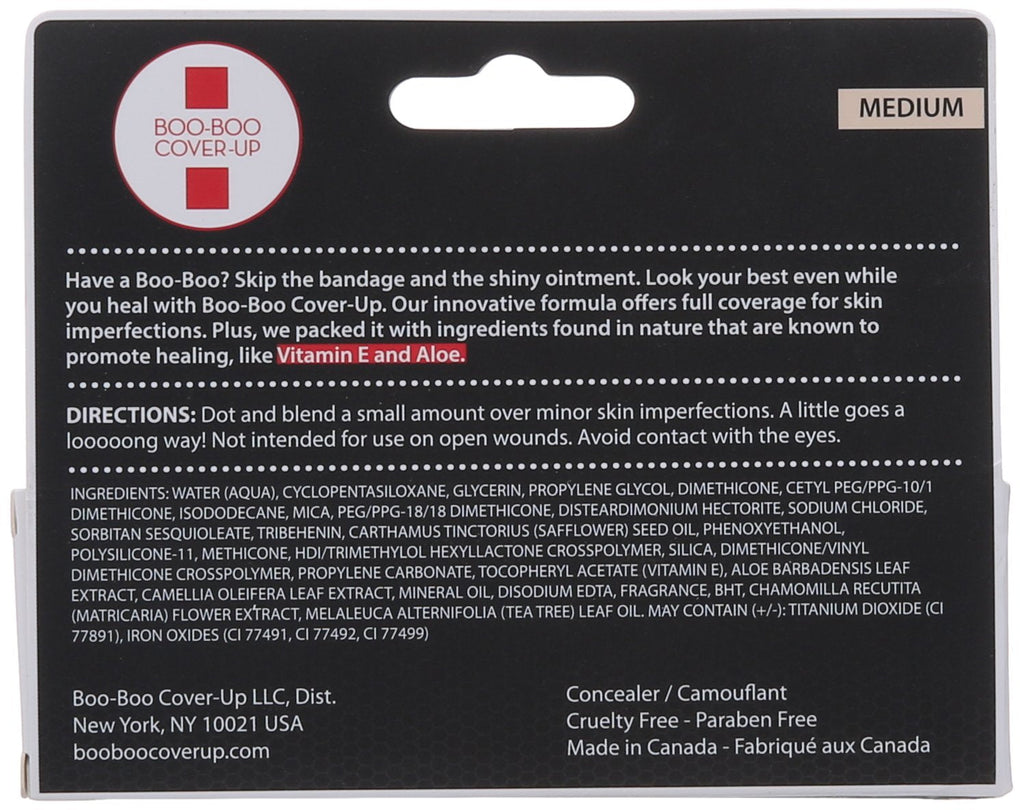 BOO-BOO
COVER-UP
MEDIUM
Have a Boo-Boo? Skip the bandage and the shiny ointment. Look your best even while
you heal with Boo-Boo Cover-Up. Our innovative formula offers full coverage for skin
imperfections. Plus, we packed it with ingredients found in nature that are known to
promote healing, like Vitamin E and Aloe.
DIRECTIONS: Dot and blend a small amount over minor skin imperfections. A little goes a
looooong way! Not intended for use on open wounds. Avoid contact with the eyes.
INGREDIENTS: WATER (AQUA), CYCLOPENTASILOXANE, GLYCERIN, PROPYLENE GLYCOL, DIMETHICONE, CETYL PEG/PPG-10/1
DIMETHICONE, ISODODECANE, MICA, PEG/PPG-18/18 DIMETHICONE, DISTEARDIMONIUM HECTORITE, SODIUM CHLORIDE,
SORBITAN SESQUIOLEATE, TRIBEHENIN, CARTHAMUS TINCTORIUS (SAFFLOWER) SEED OIL, PHENOXYETHANOL,
POLYSILICONE-11, METHICONE, HDI/TRIMETHYLOL HEXYLLACTONE CROSSPOLYMER, SILICA, DIMETHICONE/VINYL
DIMETHICONE CROSSPOLYMER, PROPYLENE CARBONATE, TOCOPHERYL ACETATE (VITAMIN E), ALOE BARBADENSIS LEAF
EXTRACT, CAMELLIA OLEIFERA LEAF EXTRACT, MINERAL OIL, DISODIUM EDTA, FRAGRANCE, BHT, CHAMOMILLA RECUTITA
(MATRICARIA) FLOWER EXTRACT, MELALEUCA ALTERNIFOLIA (TEA TREE) LEAF OIL. MAY CONTAIN (+/-): TITANIUM DIOXIDE (CI
77891), IRON OXIDES (CI 77491, CI 77492, CI 77499)
Boo-Boo Cover-Up LLC, Dist.
New York, NY 10021 USA
booboocoverup.com
Concealer / Camouflant
Cruelty Free - Paraben Free
Made in Canada - Fabriqué aux Canada